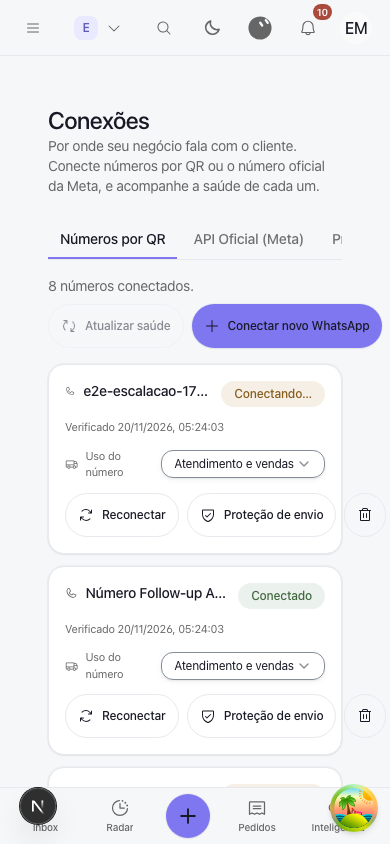 E
10
EM
Conexões
Por onde seu negócio fala com o cliente.
Conecte números por QR ou o número oficial
da Meta, e acompanhe a saúde de cada um.
Números por QR
API Oficial (Meta)
8 números conectados.
Atualizar saúde
Conectar novo WhatsApp
e2e-escalacao-17...
Conectando...
Verificado 20/11/2026, 05:24:03
Uso do
número
Atendimento e vendas
Reconectar
Proteção de envio
Número Follow-up A...
Conectado
Verificado 20/11/2026, 05:24:03
Uso do
número
Atendimento e vendas
Reconectar
Proteção de envio
N
Inbox
Radar
Pedidos